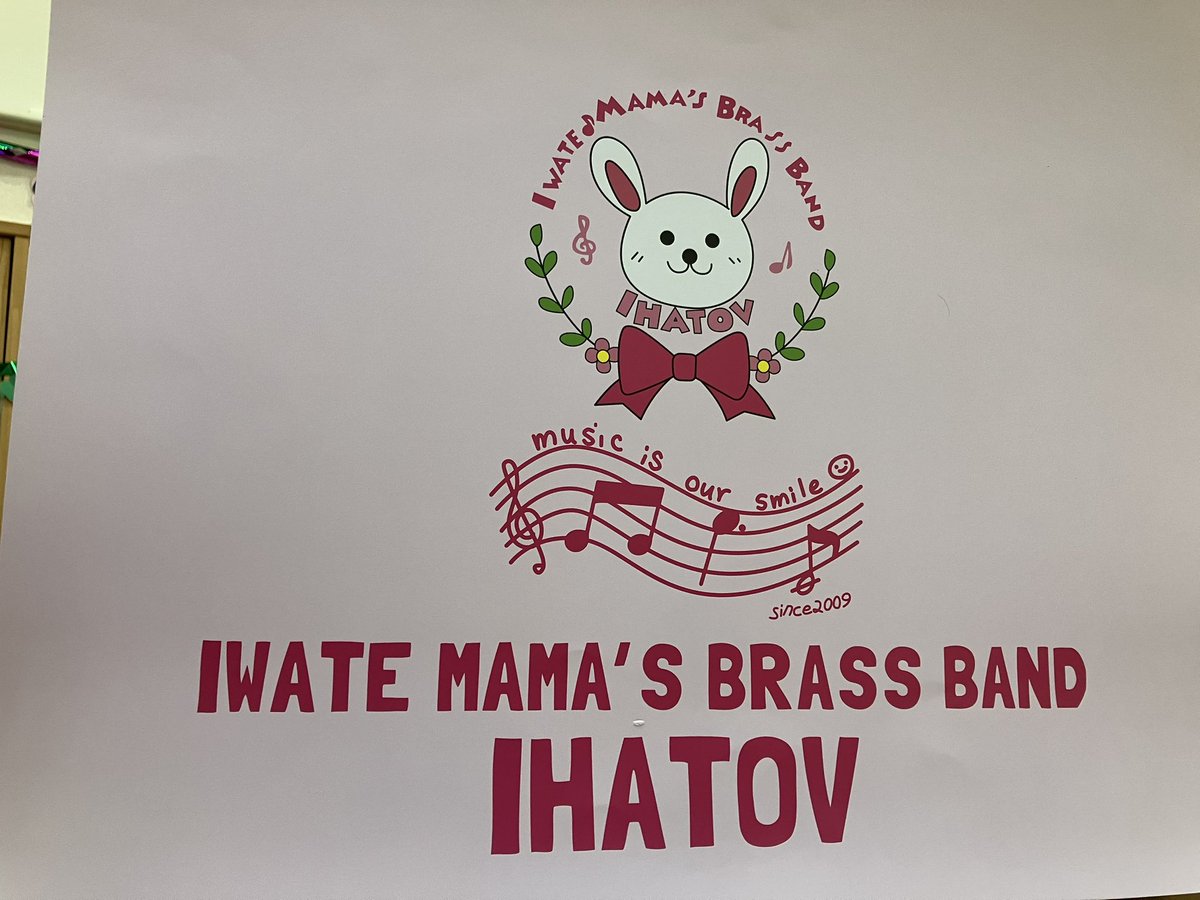 IWATE♪MAMA'S BRASS BAND
IHATOV
music is our smile
since2009
IWATE MAMA'S BRASS BAND
IHATOV